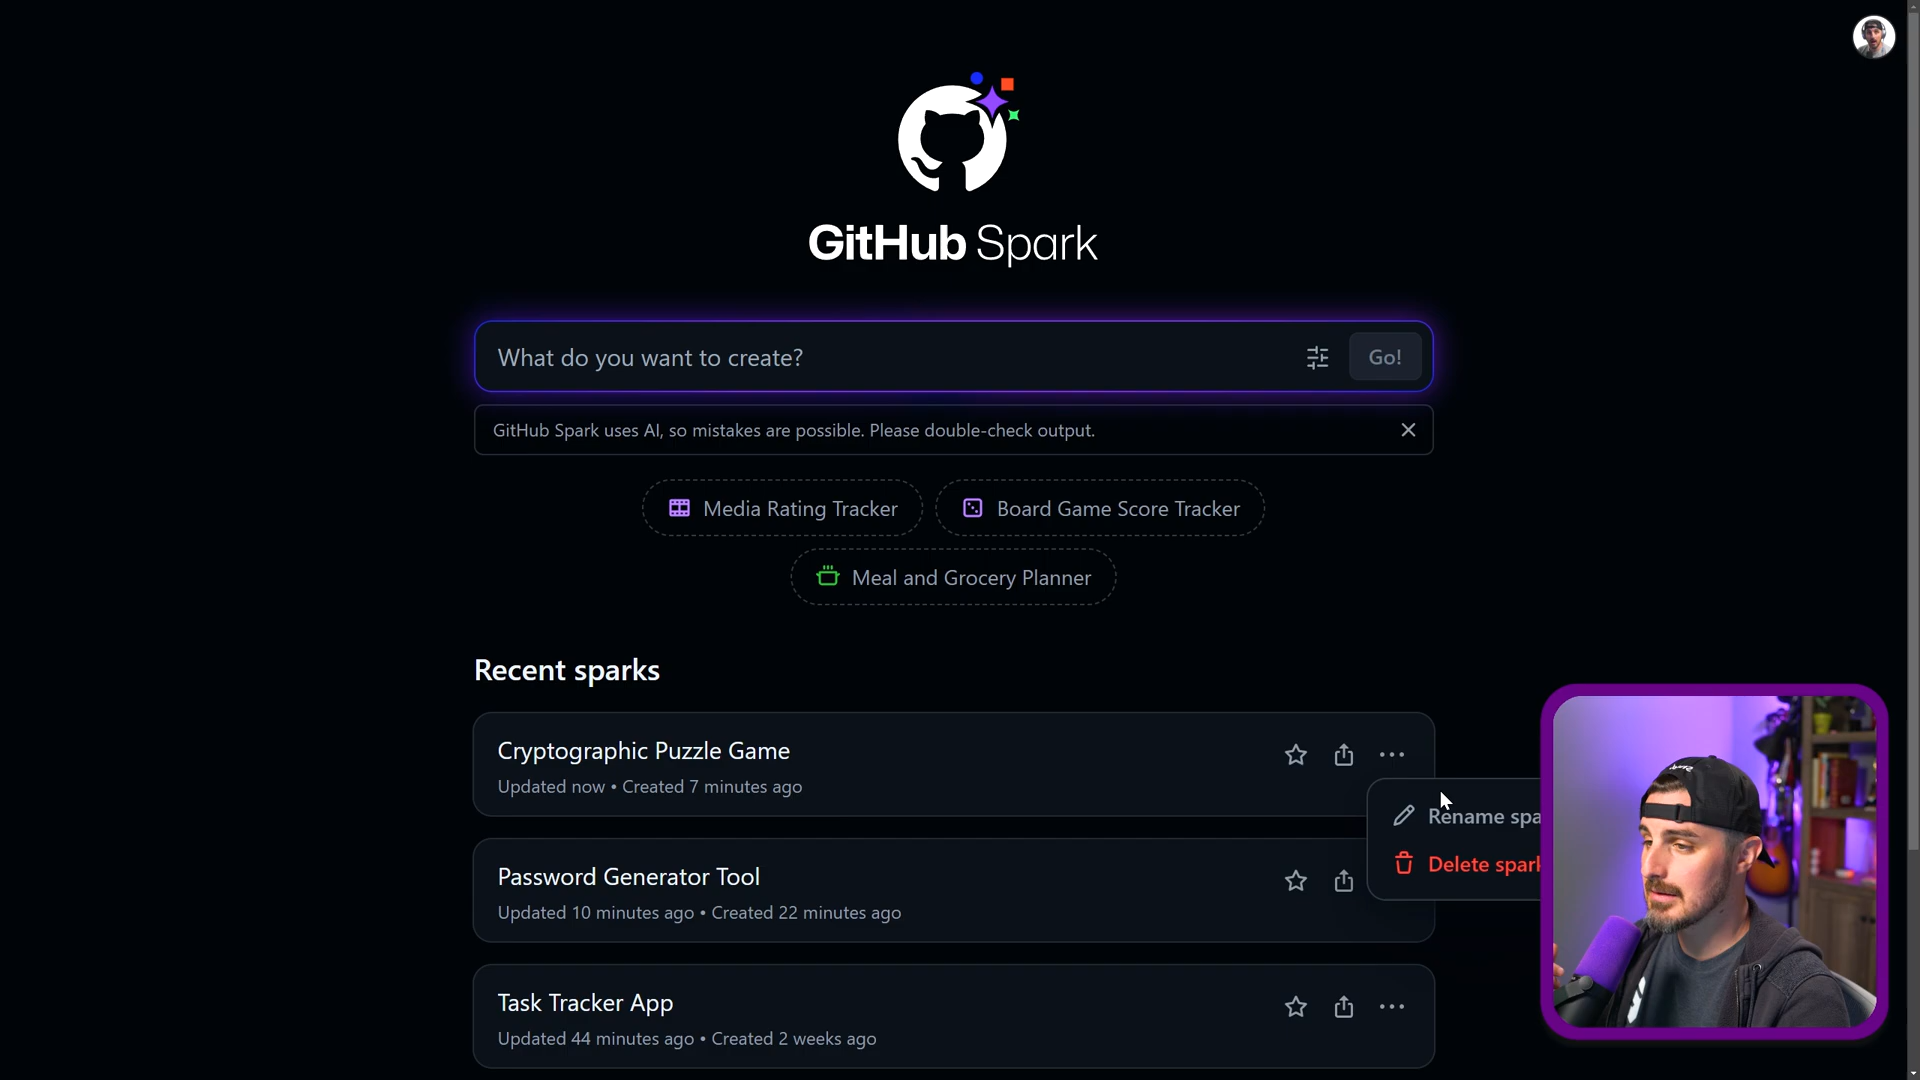 GitHub Spark
What do you want to create?
Go!
GitHub Spark uses AI, so mistakes are possible. Please double-check output.
Media Rating Tracker
Board Game Score Tracker
Meal and Grocery Planner
Recent sparks
Cryptographic Puzzle Game
Updated now • Created 7 minutes ago
Rename spa
Delete spark
Password Generator Tool
Updated 10 minutes ago • Created 22 minutes ago
Task Tracker App
Updated 44 minutes ago • Created 2 weeks ago